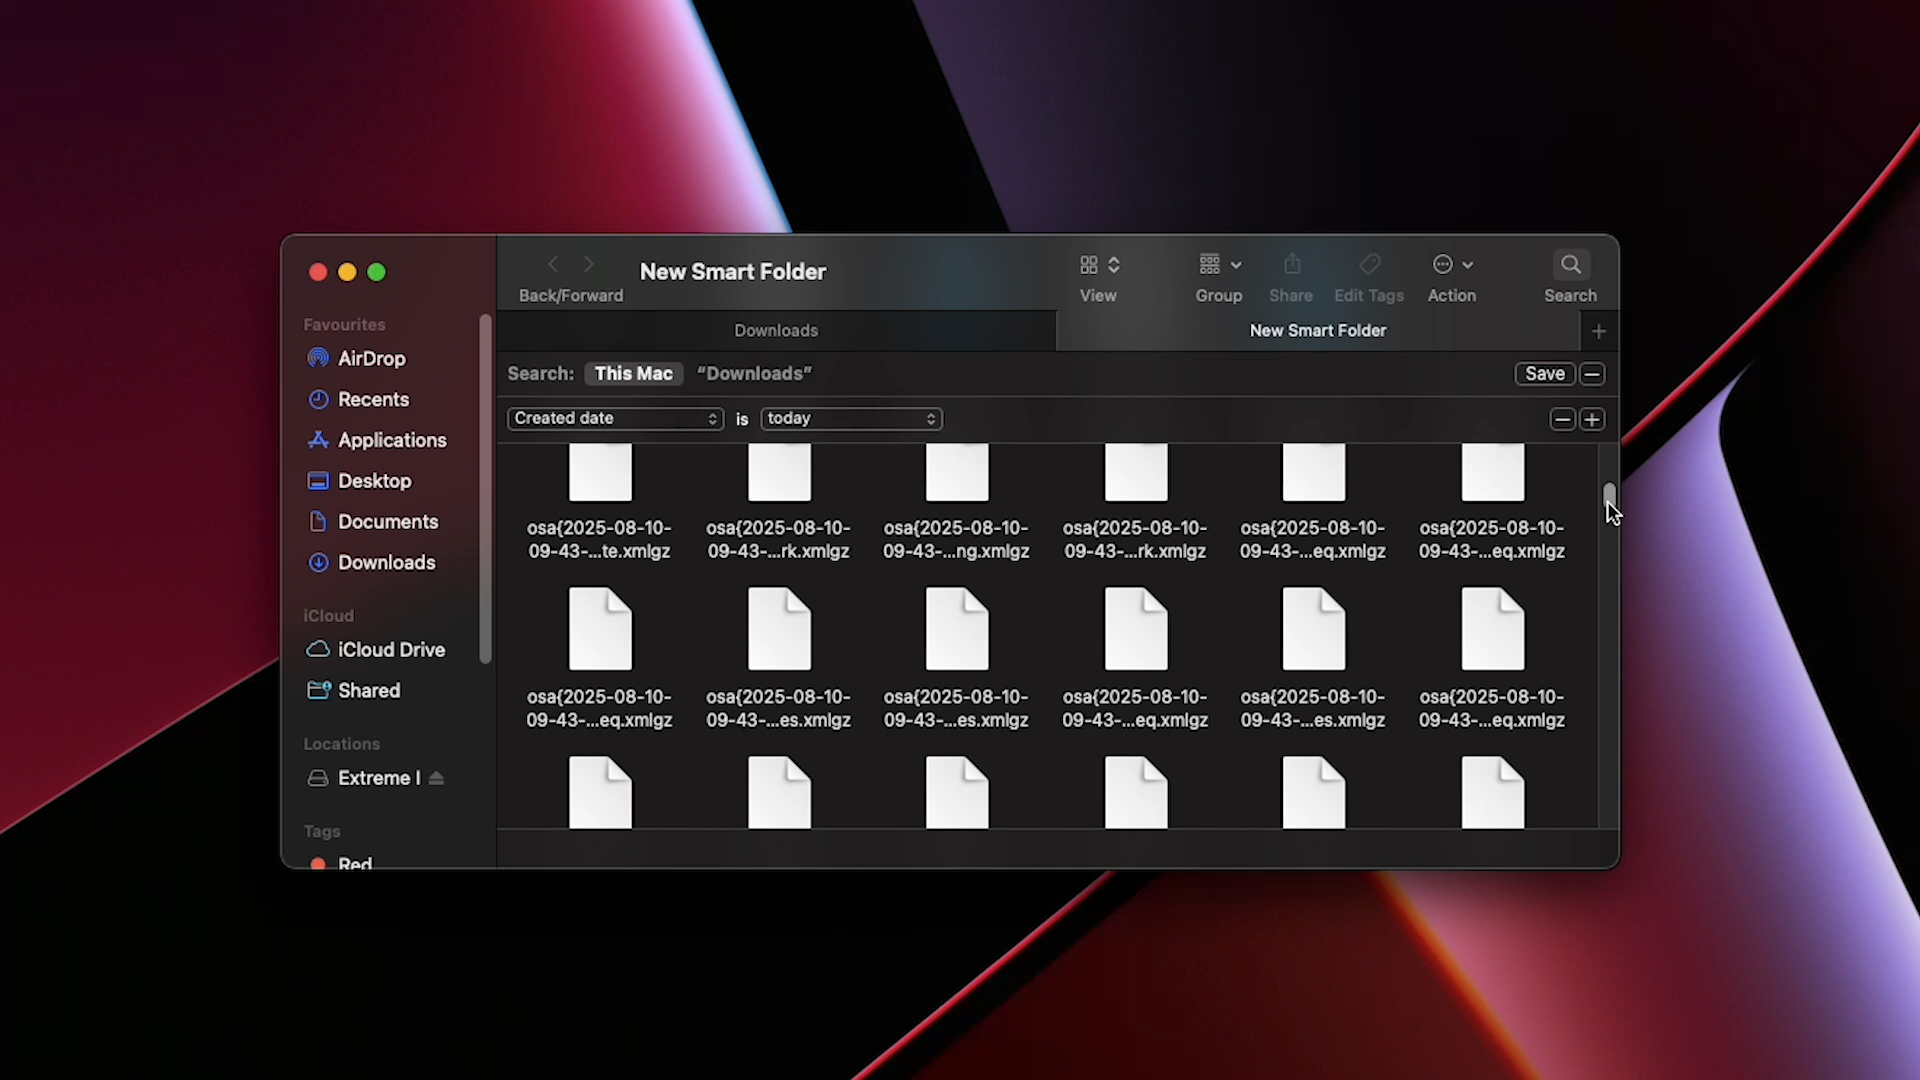 Favourites
AirDrop
Recents
Applications
Desktop
Documents
Downloads
iCloud
iCloud Drive
Shared
Locations
Extreme
Tags
Red
New Smart Folder
Back/Forward
View
Group
Share
Edit Tags
Action
Search
Downloads
New Smart Folder
Search: This Mac “Downloads”
Save
Created date is today
osa{2025-08-10- osa{2025-08-10- osa{2025-08-10- osa{2025-08-10- osa{2025-08-10- osa{2025-08-10-
09-43-...te.xmlgz 09-43-...rk.xmlgz 09-43-...ng.xmlgz 09-43-...rk.xmlgz 09-43-...eq.xmlgz 09-43-...eq.xmlgz
osa{2025-08-10- osa{2025-08-10- osa{2025-08-10- osa{2025-08-10- osa{2025-08-10- osa{2025-08-10-
09-43-...eq.xmlgz 09-43-...es.xmlgz 09-43-...es.xmlgz 09-43-...eq.xmlgz 09-43-...es.xmlgz 09-43-...eq.xmlgz